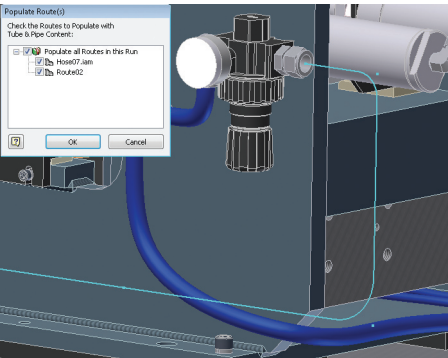 Populate Route(s)
Check the Routes to Populate with
Tube & Pipe Content:
Populate all Routes in this Run
Hose07.iam
Route02
OK
Cancel